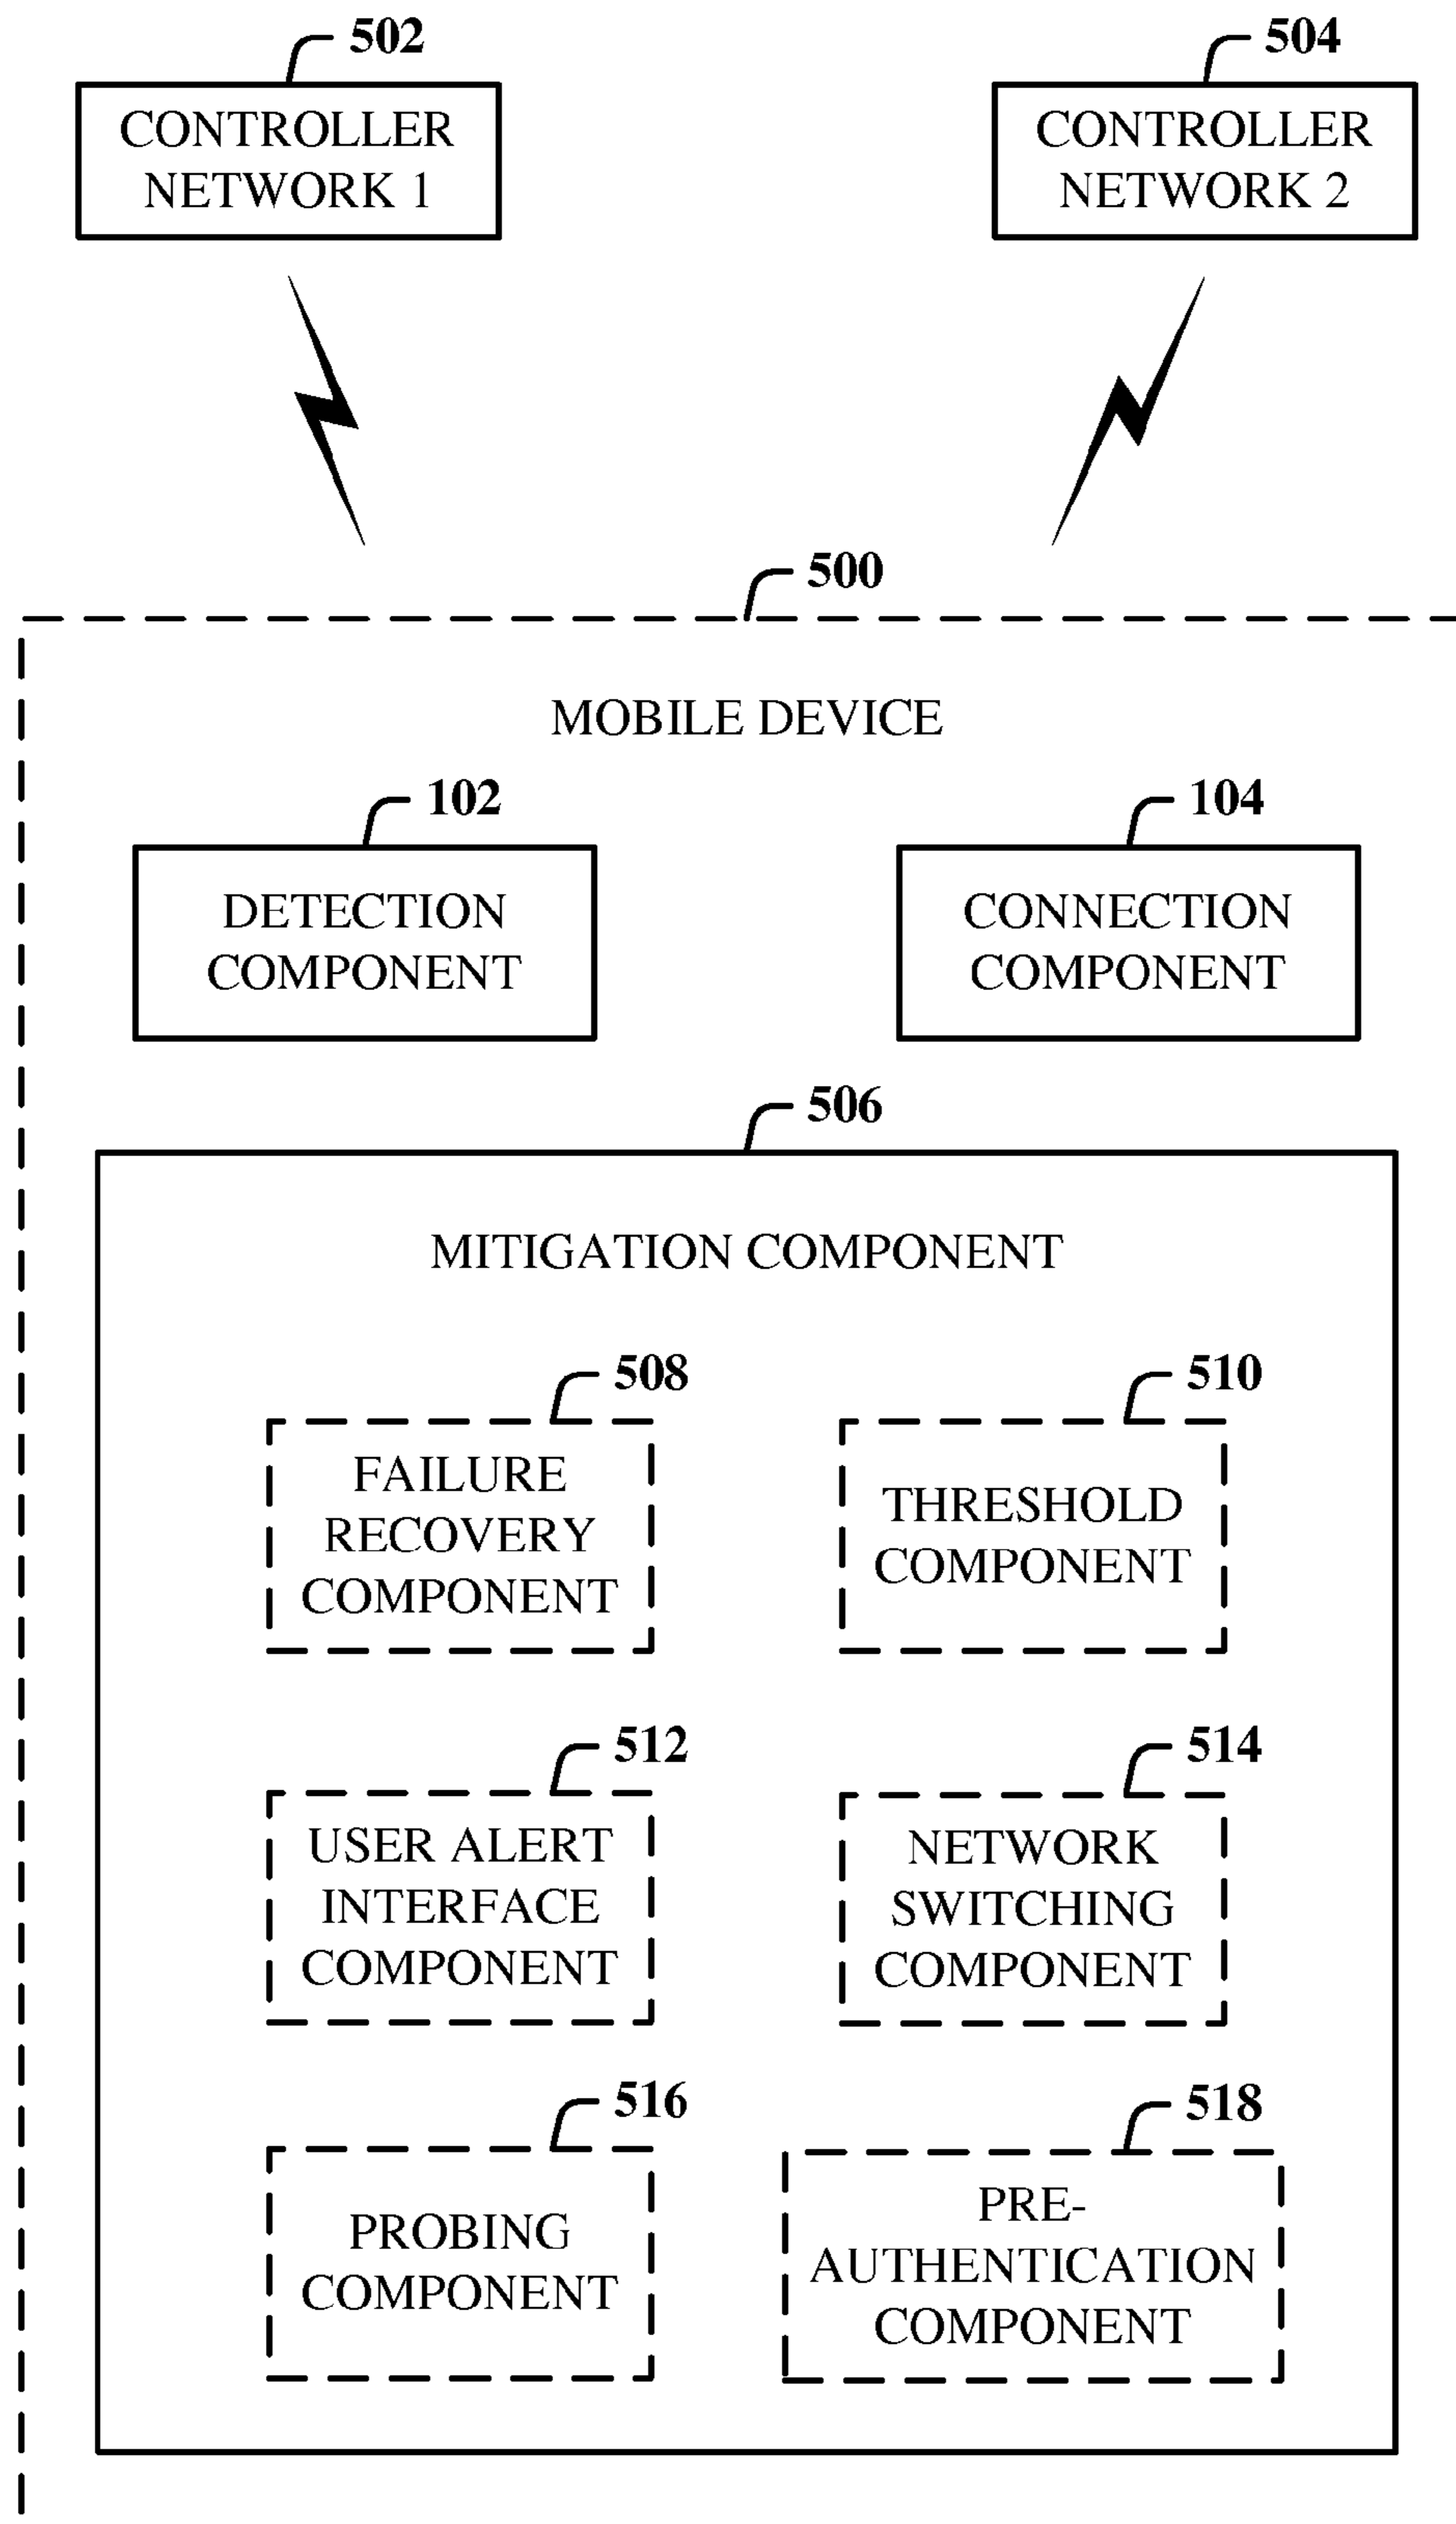 502
CONTROLLER
NETWORK 1
504
CONTROLLER
NETWORK 2
500
MOBILE DEVICE
102
DETECTION
COMPONENT
104
CONNECTION
COMPONENT
506
MITIGATION COMPONENT
508
FAILURE
RECOVERY
COMPONENT
510
THRESHOLD
COMPONENT
512
USER ALERT
INTERFACE
COMPONENT
514
NETWORK
SWITCHING
COMPONENT
516
PROBING
COMPONENT
518
PRE-
AUTHENTICATION
COMPONENT